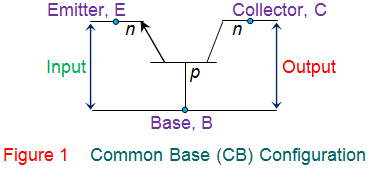 Emitter, E Collector, C
n n
Input p Output
Base, B
Figure 1 Common Base (CB) Configuration